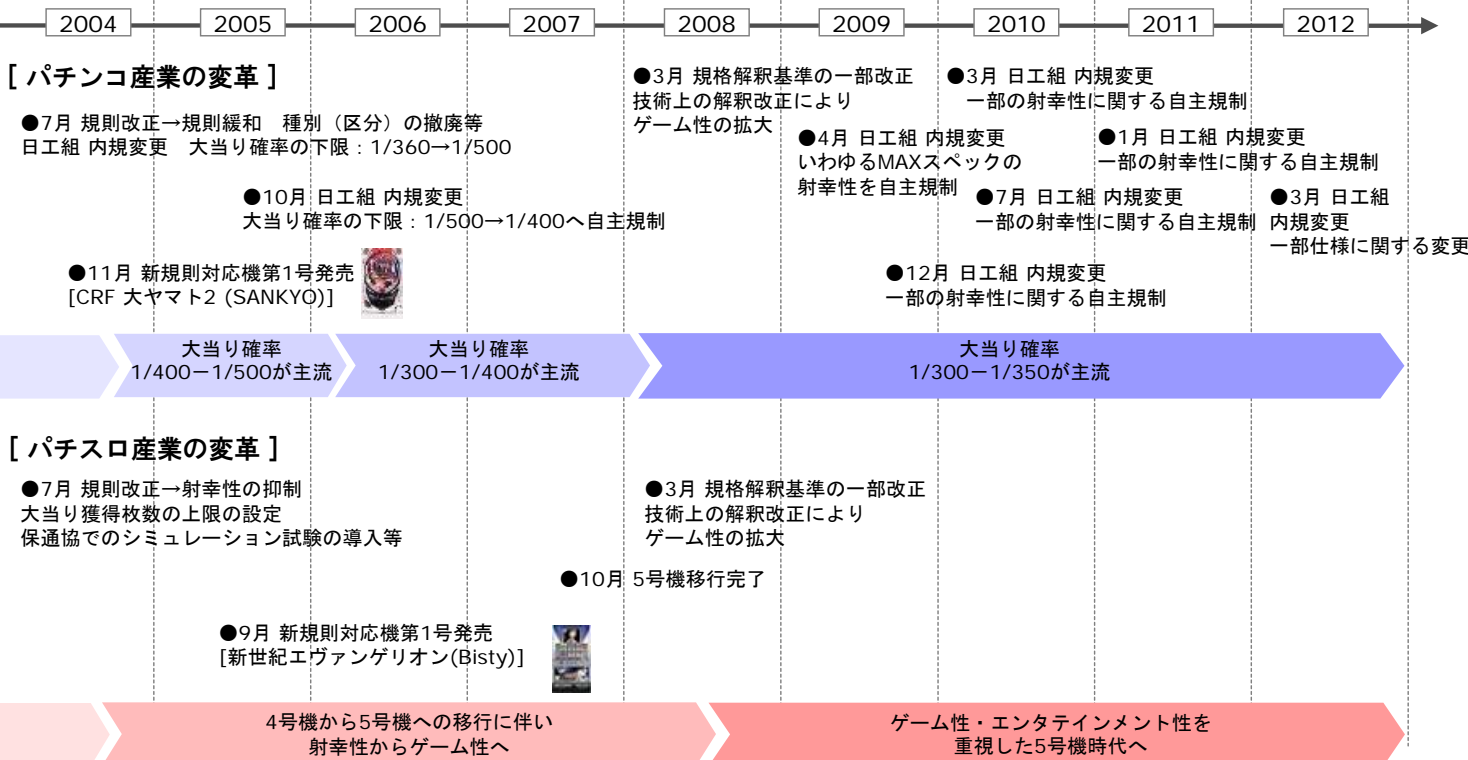 2004 2005 2006 2007 2008 2009 2010 2011 2012
[ パチンコ産業の変革 ]
●7月 規則改正→規則緩和　種別（区分）の撤廃等
日工組 内規変更　大当り確率の下限：1/360→1/500
●10月 日工組 内規変更
大当り確率の下限：1/500→1/400へ自主規制
●11月 新規則対応機第1号発売
[CRF 大ヤマト2 (SANKYO)]
●3月 規格解釈基準の一部改正
技術上の解釈改正により
ゲーム性の拡大
●4月 日工組 内規変更
いわゆるMAXスペックの
射幸性を自主規制
●3月 日工組 内規変更
一部の射幸性に関する自主規制
●7月 日工組 内規変更
一部の射幸性に関する自主規制
●12月 日工組 内規変更
一部の射幸性に関する自主規制
●1月 日工組 内規変更
一部の射幸性に関する自主規制
●3月 日工組
内規変更
一部仕様に関する変更
大当り確率
1/400－1/500が主流
大当り確率
1/300－1/400が主流
大当り確率
1/300－1/350が主流
[ パチスロ産業の変革 ]
●7月 規則改正→射幸性の抑制
大当り獲得枚数の上限の設定
保通協でのシミュレーション試験の導入等
●3月 規格解釈基準の一部改正
技術上の解釈改正により
ゲーム性の拡大
●10月 5号機移行完了
●9月 新規則対応機第1号発売
[新世紀エヴァンゲリオン(Bisty)]
4号機から5号機への移行に伴い
射幸性からゲーム性へ
ゲーム性・エンタテインメント性を
重視した5号機時代へ